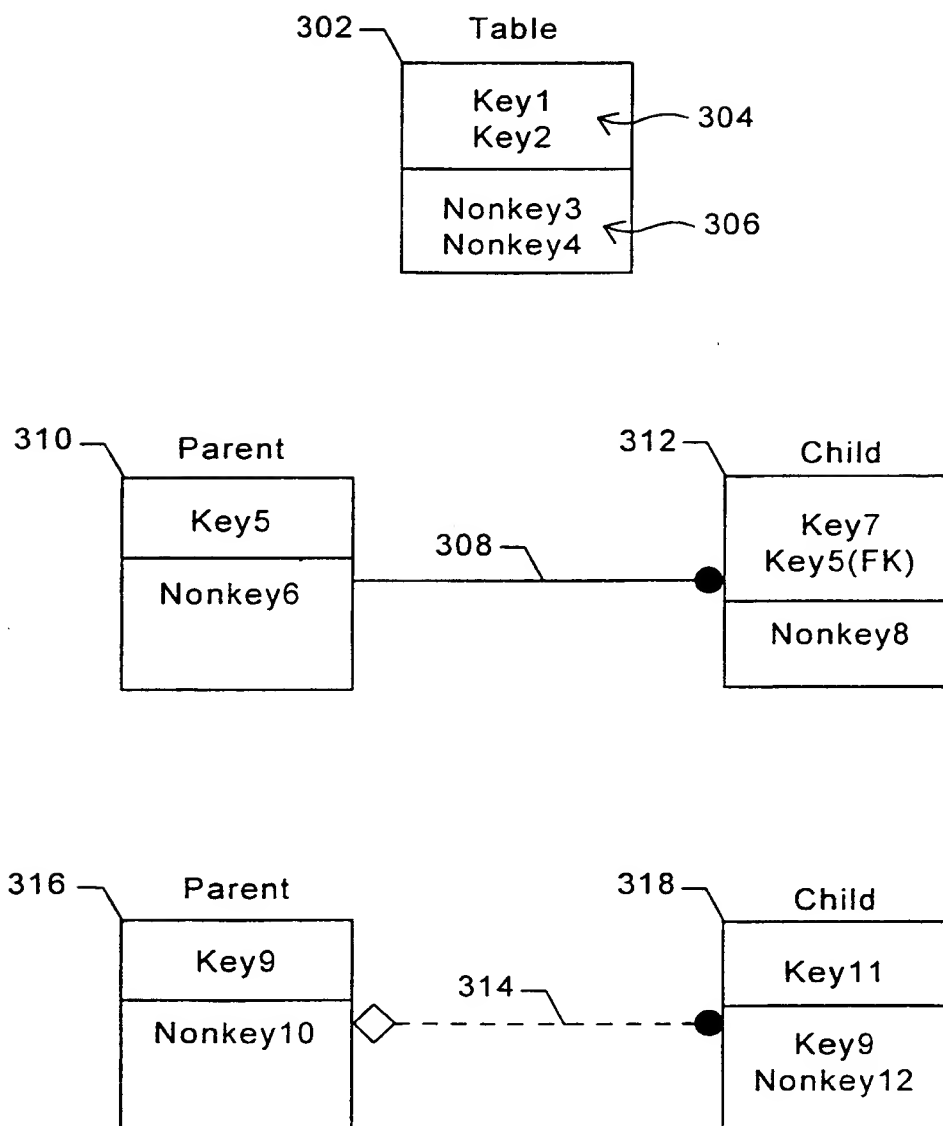 302
Table
Key1
Key2
304
Nonkey3
Nonkey4
306
310
Parent
Key5
Nonkey6
308
312
Child
Key7
Key5(FK)
Nonkey8
316
Parent
Key9
Nonkey10
314
318
Child
Key11
Key9
Nonkey12